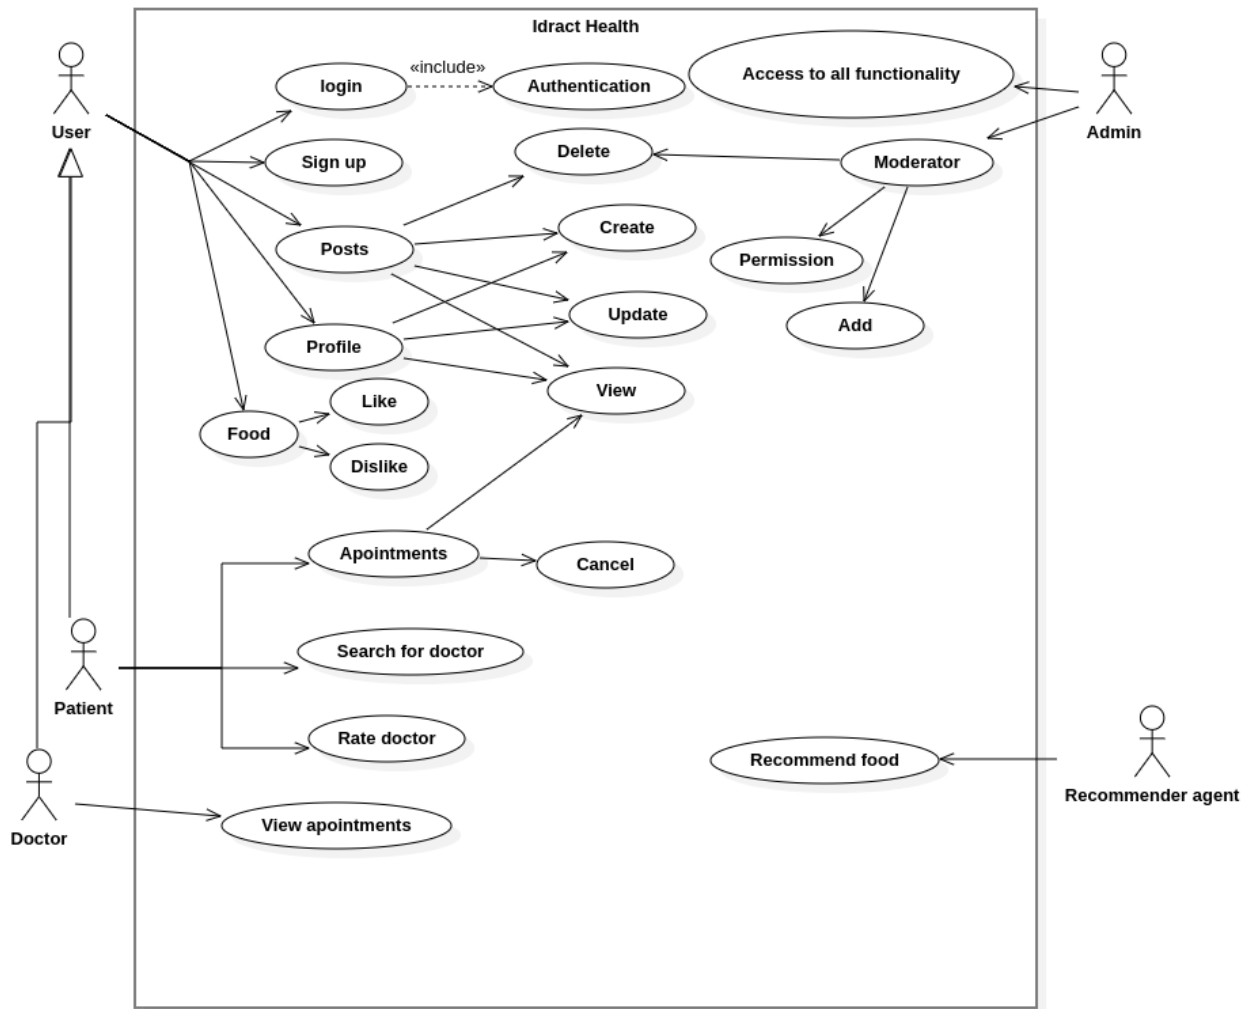 Idract Health
User
login
«include»
Authentication
Access to all functionality
Admin
Sign up
Delete
Moderator
Posts
Create
Permission
Profile
Update
Add
Food
Like
View
Dislike
Apointments
Cancel
Patient
Search for doctor
Rate doctor
Recommend food
Recommender agent
Doctor
View apointments